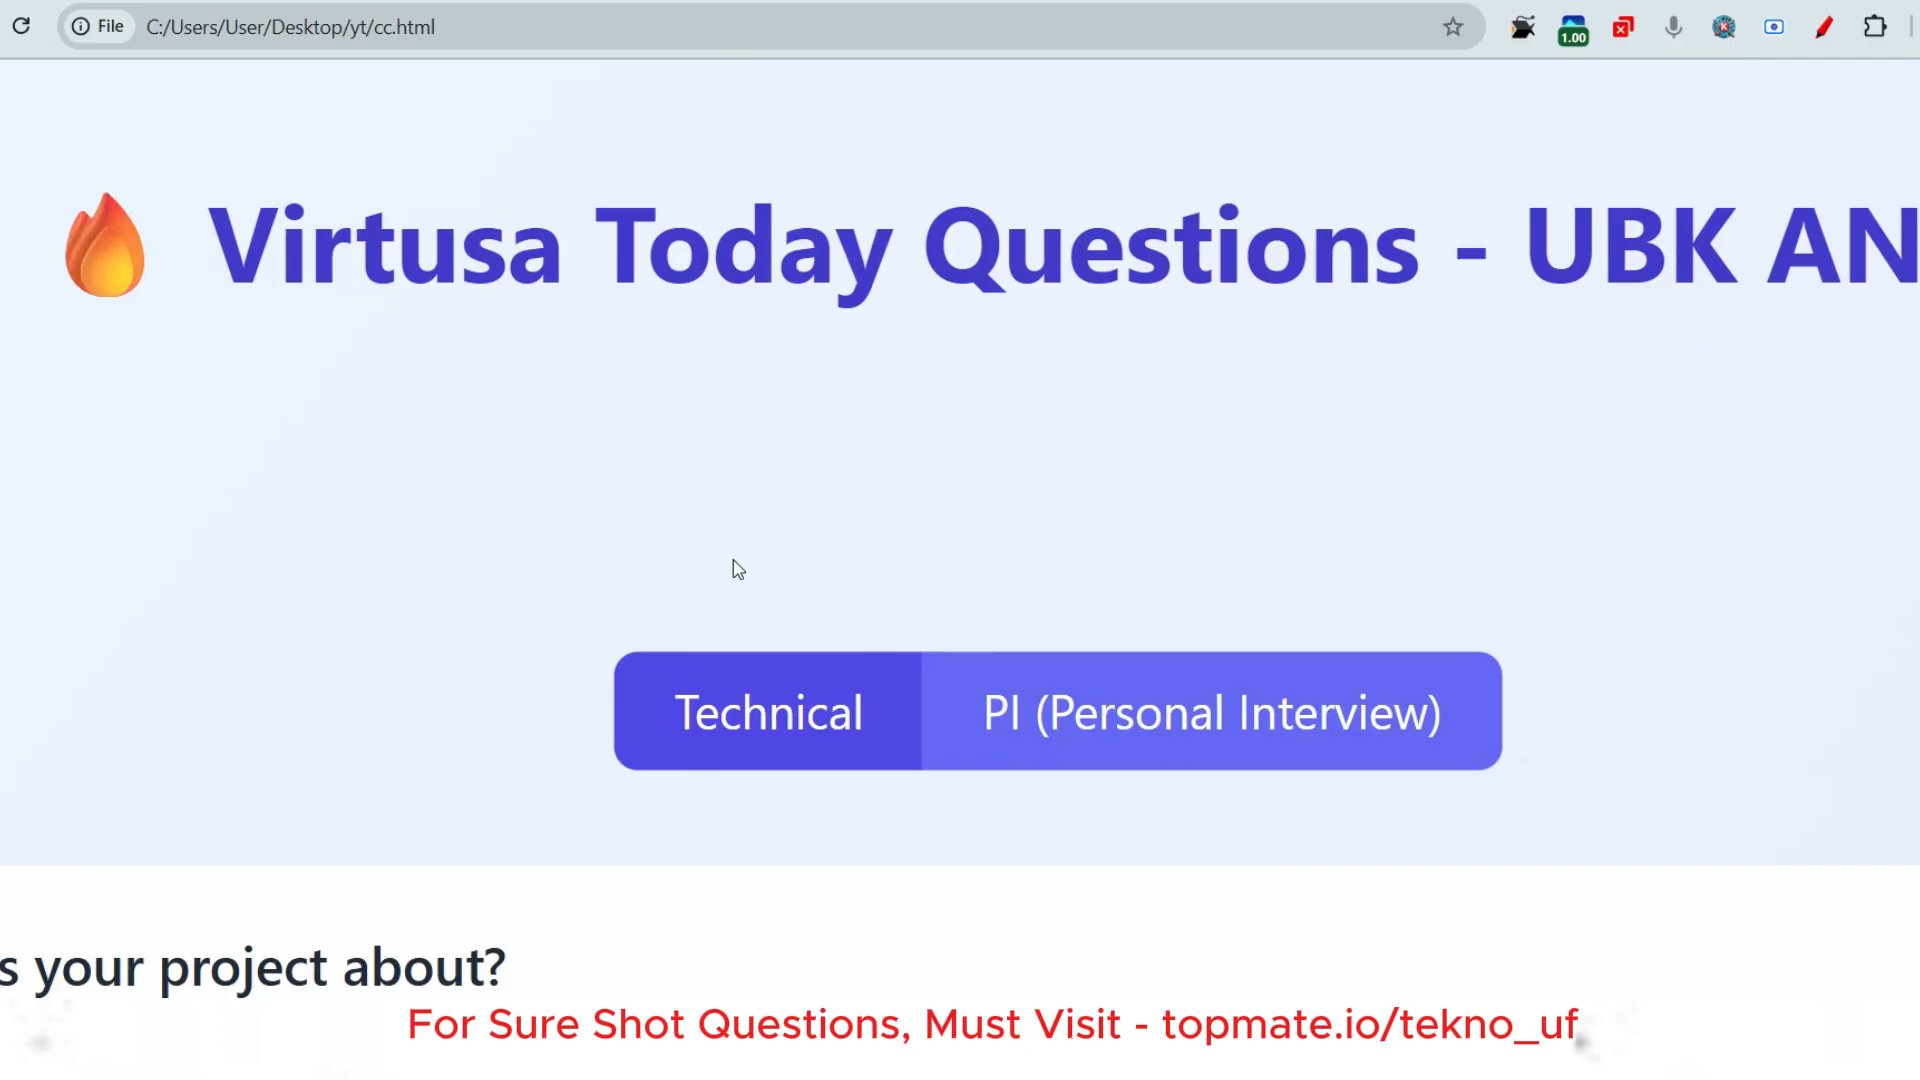 File C:/Users/User/Desktop/yt/cc.html
1.00
Virtusa Today Questions - UBK AN
Technical PI (Personal Interview)
s your project about?
For Sure Shot Questions, Must Visit - topmate.io/tekno_uf